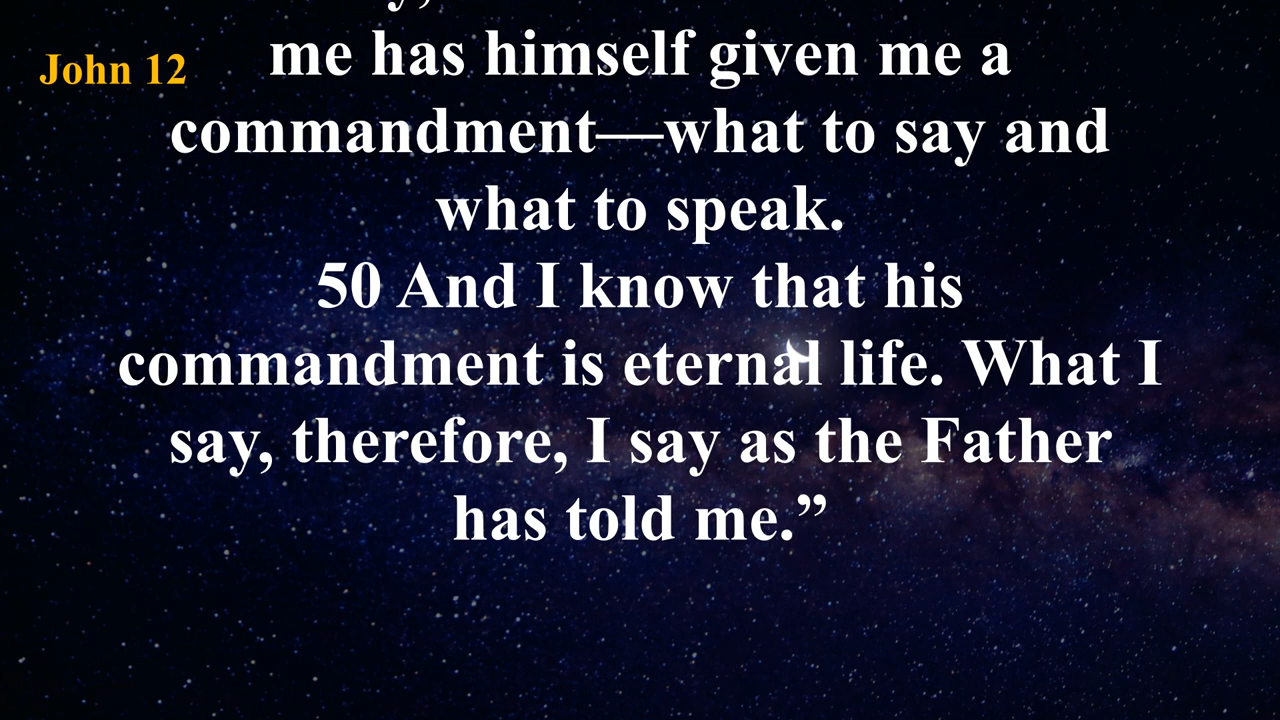 John 12
me has himself given me a
commandment—what to say and
what to speak.
50 And I know that his
commandment is eternal life. What I
say, therefore, I say as the Father
has told me.”